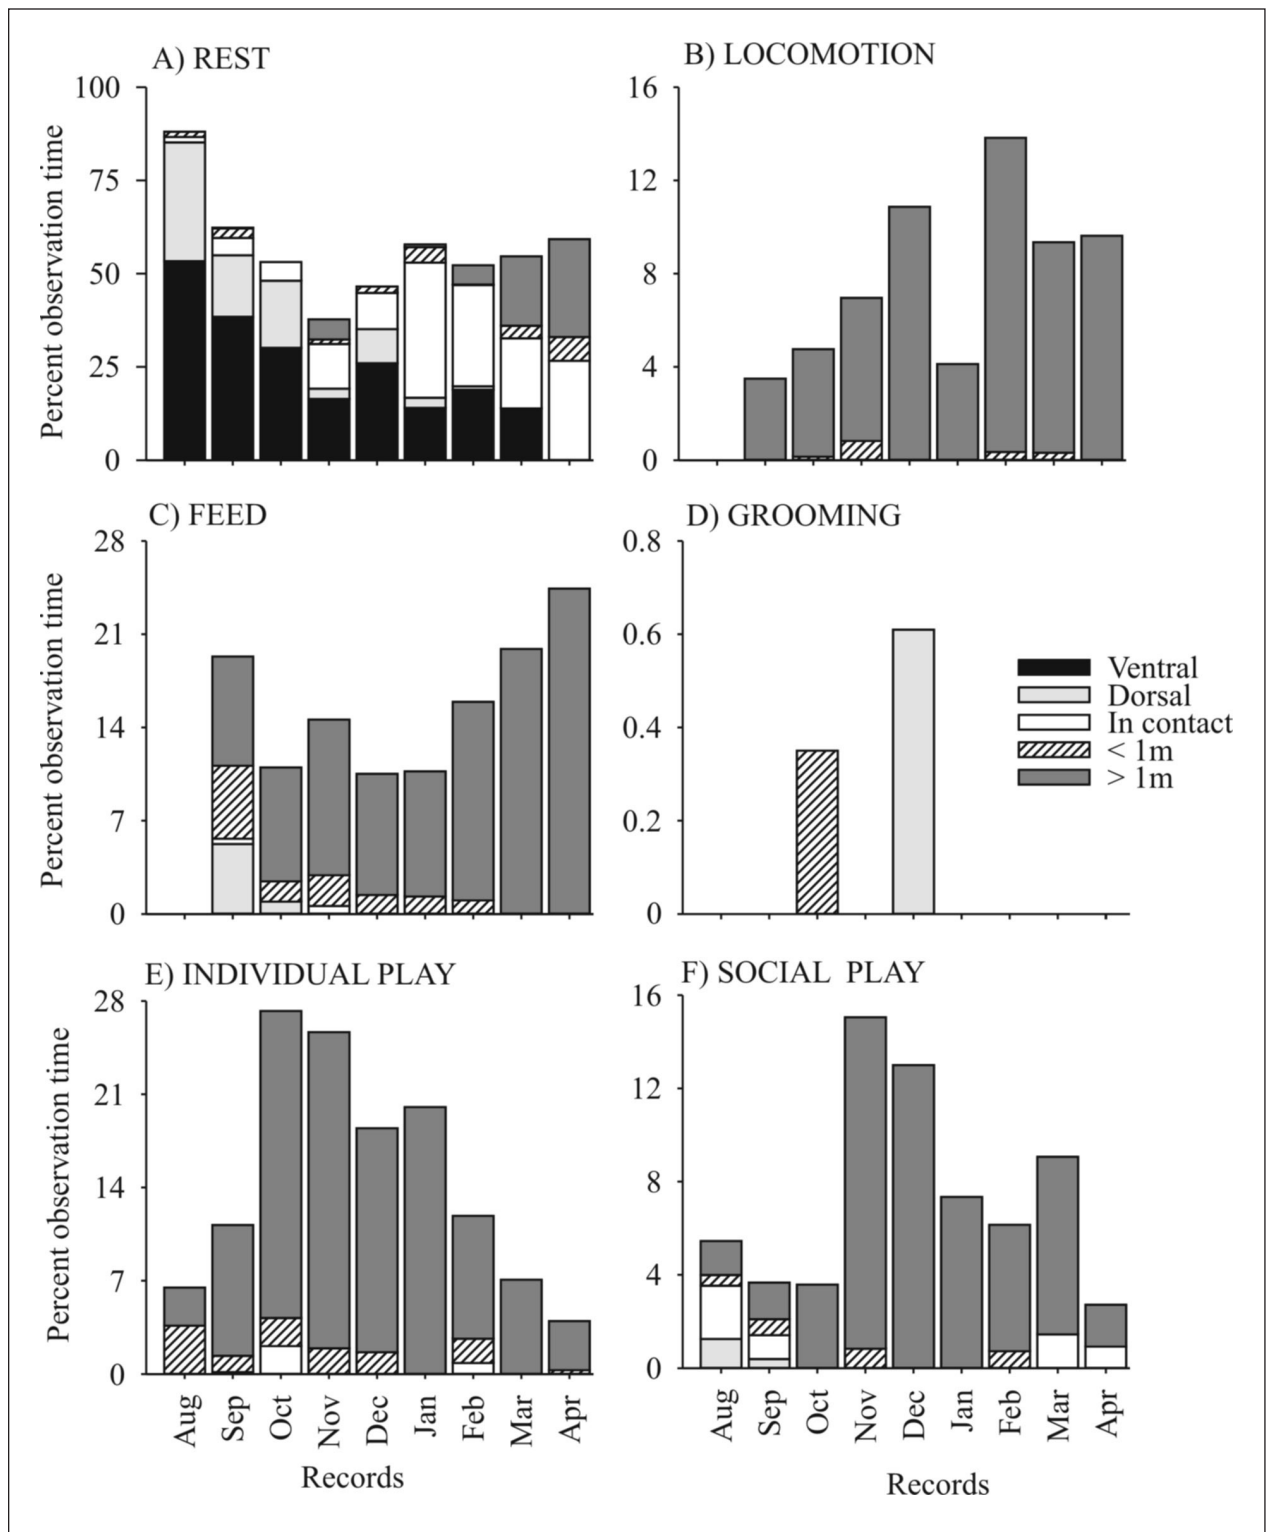 A) REST
Percent observation time
100
75
50
25
0
B) LOCOMOTION
16
12
8
4
0
C) FEED
Percent observation time
28
21
14
7
0
D) GROOMING
0.8
0.6
0.4
0.2
0
Ventral
Dorsal
In contact
< 1m
> 1m
E) INDIVIDUAL PLAY
Percent observation time
28
21
14
7
0
Aug Sep Oct Nov Dec Jan Feb Mar Apr
Records
F) SOCIAL PLAY
16
12
8
4
0
Aug Sep Oct Nov Dec Jan Feb Mar Apr
Records